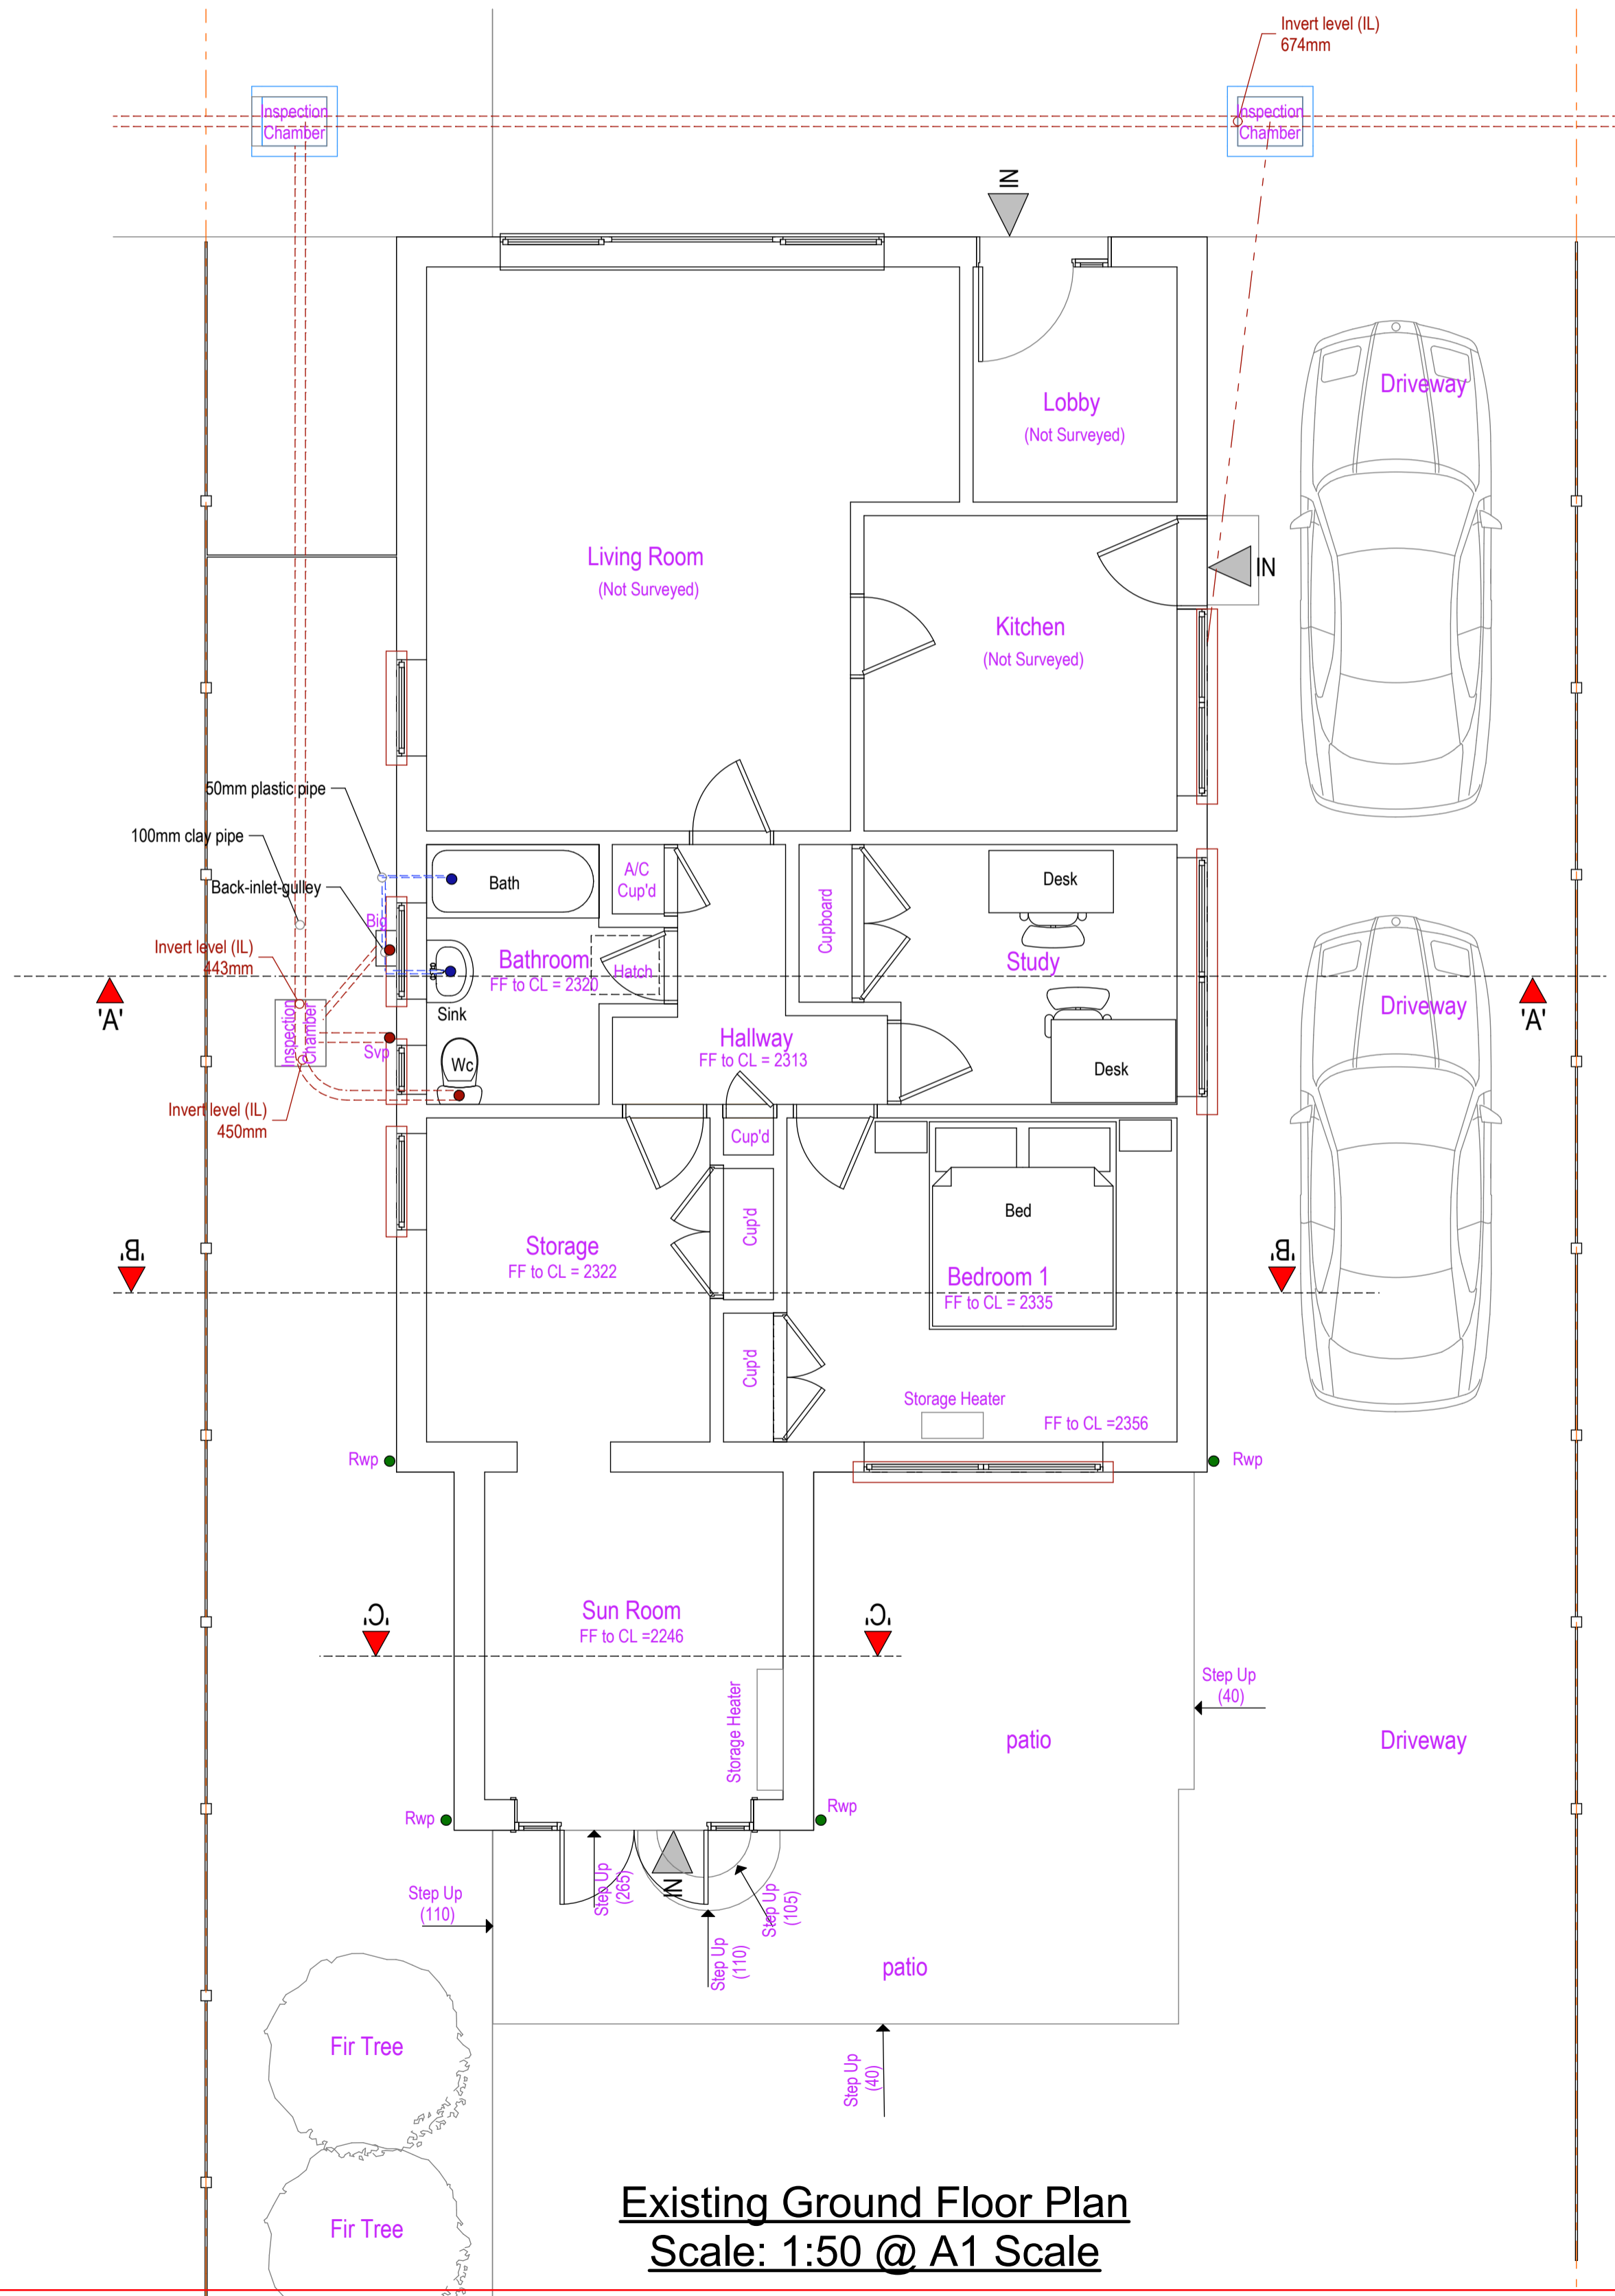 Invert level (IL)
674mm
Inspection
Chamber
Inspection
Chamber
IN
Driveway
Lobby
(Not Surveyed)
Living Room
(Not Surveyed)
IN
Kitchen
(Not Surveyed)
50mm plastic pipe
100mm clay pipe
Back-inlet-gulley
Big
Invert level (IL)
443mm
Bath
A/C
Cup'd
Cupboard
Desk
Bathroom
FF to CL = 2320
Hatch
Study
'A'
'A'
Driveway
Sink
Inspection
Chamber
Svp
Wc
Hallway
FF to CL = 2313
Desk
Invert level (IL)
450mm
Cup'd
Cup'd
Bed
Storage
FF to CL = 2322
'B'
'B'
Bedroom 1
FF to CL = 2335
Cup'd
Storage Heater
FF to CL =2356
Rwp
Rwp
Sun Room
FF to CL =2246
'C'
'C'
Storage Heater
Step Up
(40)
patio
Driveway
Rwp
Rwp
Step Up
(265)
IN
Step Up
(105)
Step Up
(110)
Step Up
(110)
patio
Fir Tree
Step Up
(40)
Fir Tree
Existing Ground Floor Plan
Scale: 1:50 @ A1 Scale